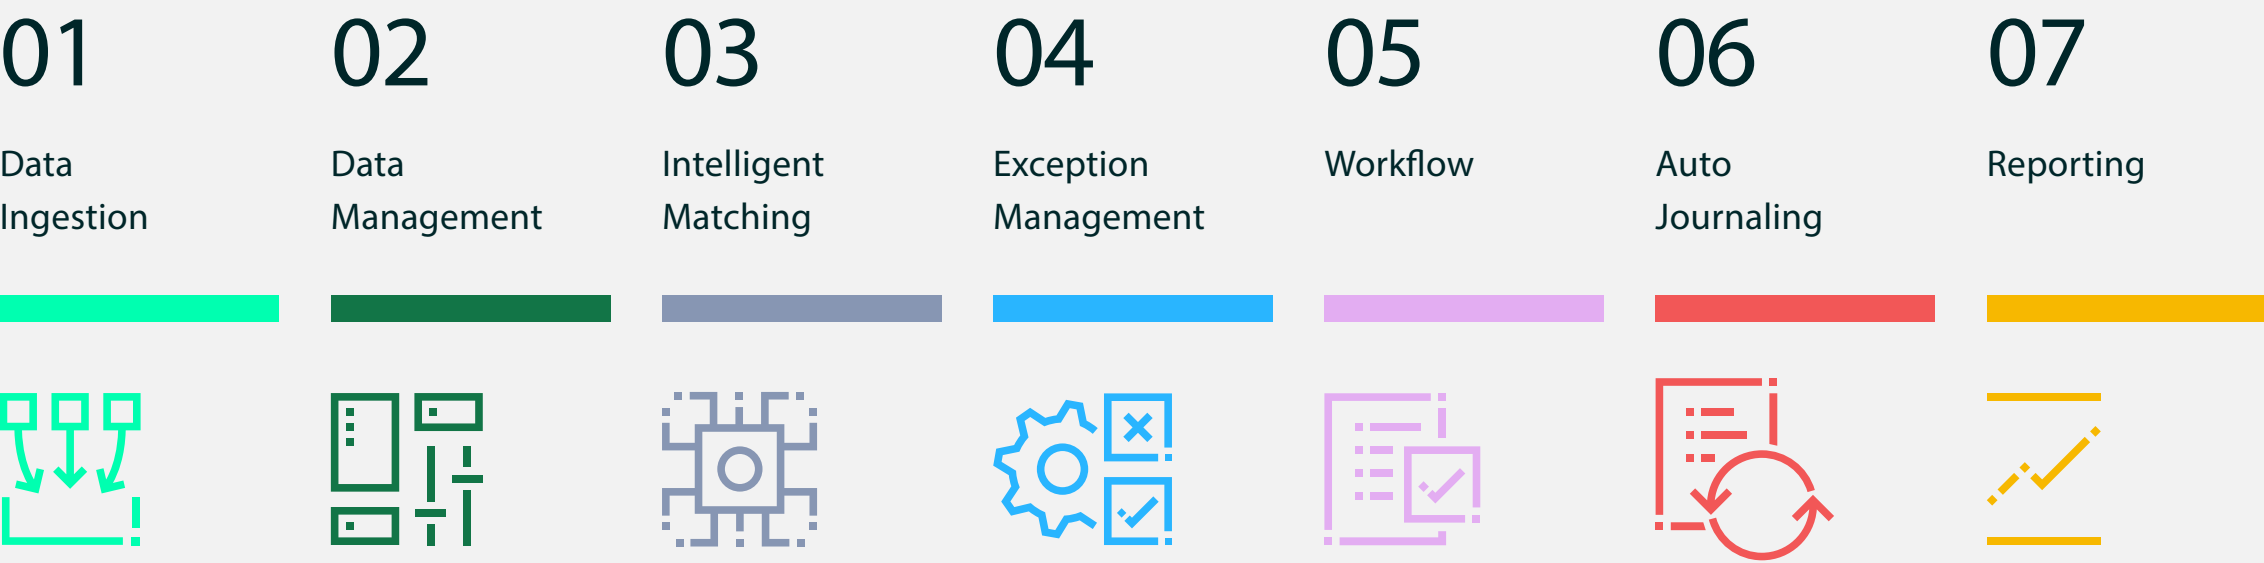 01
Data
Ingestion
02
Data
Management
03
Intelligent
Matching
04
Exception
Management
05
Workflow
06
Auto
Journaling
07
Reporting